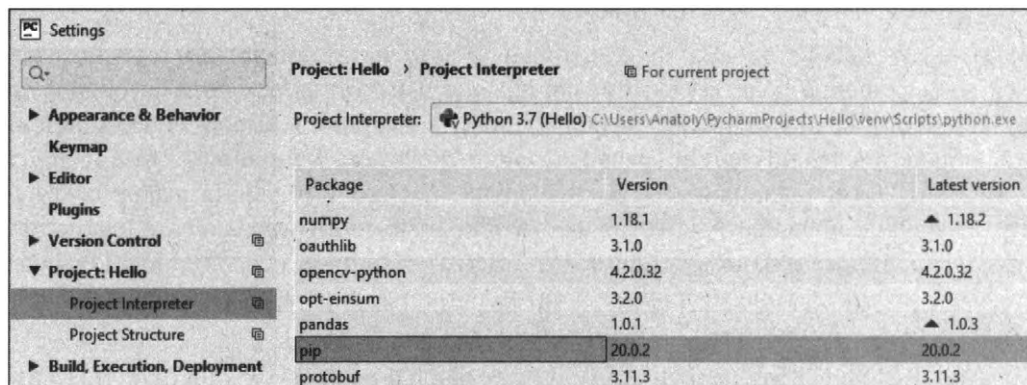 PC Settings
Project: Hello › Project Interpreter For current project
Appearance & Behavior
Keymap
Editor
Plugins
Version Control
Project: Hello
Project Interpreter
Project Structure
Build, Execution, Deployment
Project Interpreter: Python 3.7 (Hello) C:\Users\Anatoly\PycharmProjects\Hello\venv\Scripts\python.exe
Package Version Latest version
numpy 1.18.1 ▲ 1.18.2
oauthlib 3.1.0 3.1.0
opencv-python 4.2.0.32 4.2.0.32
opt-einsum 3.2.0 3.2.0
pandas 1.0.1 ▲ 1.0.3
pip 20.0.2 20.0.2
protobuf 3.11.3 3.11.3